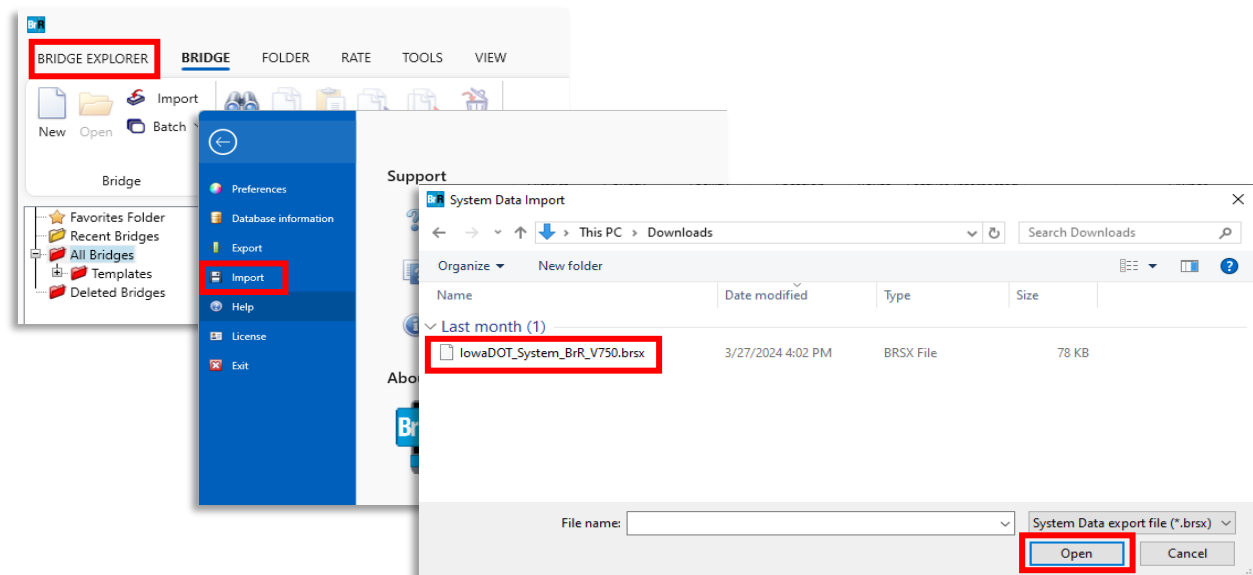 BrR
BRIDGE EXPLORER BRIDGE FOLDER RATE TOOLS VIEW
New Open Import
Batch
Bridge
Favorites Folder
Recent Bridges
All Bridges
Templates
Deleted Bridges
Preferences
Database information
Export
Import
Help
License
Exit
Support
BrR System Data Import
This PC > Downloads Search Downloads
Organize New folder
Name Date modified Type Size
Last month (1)
IowaDOT_System_BrR_V750.brsx 3/27/2024 4:02 PM BRSX File 78 KB
File name: System Data export file (*.brsx)
Open Cancel